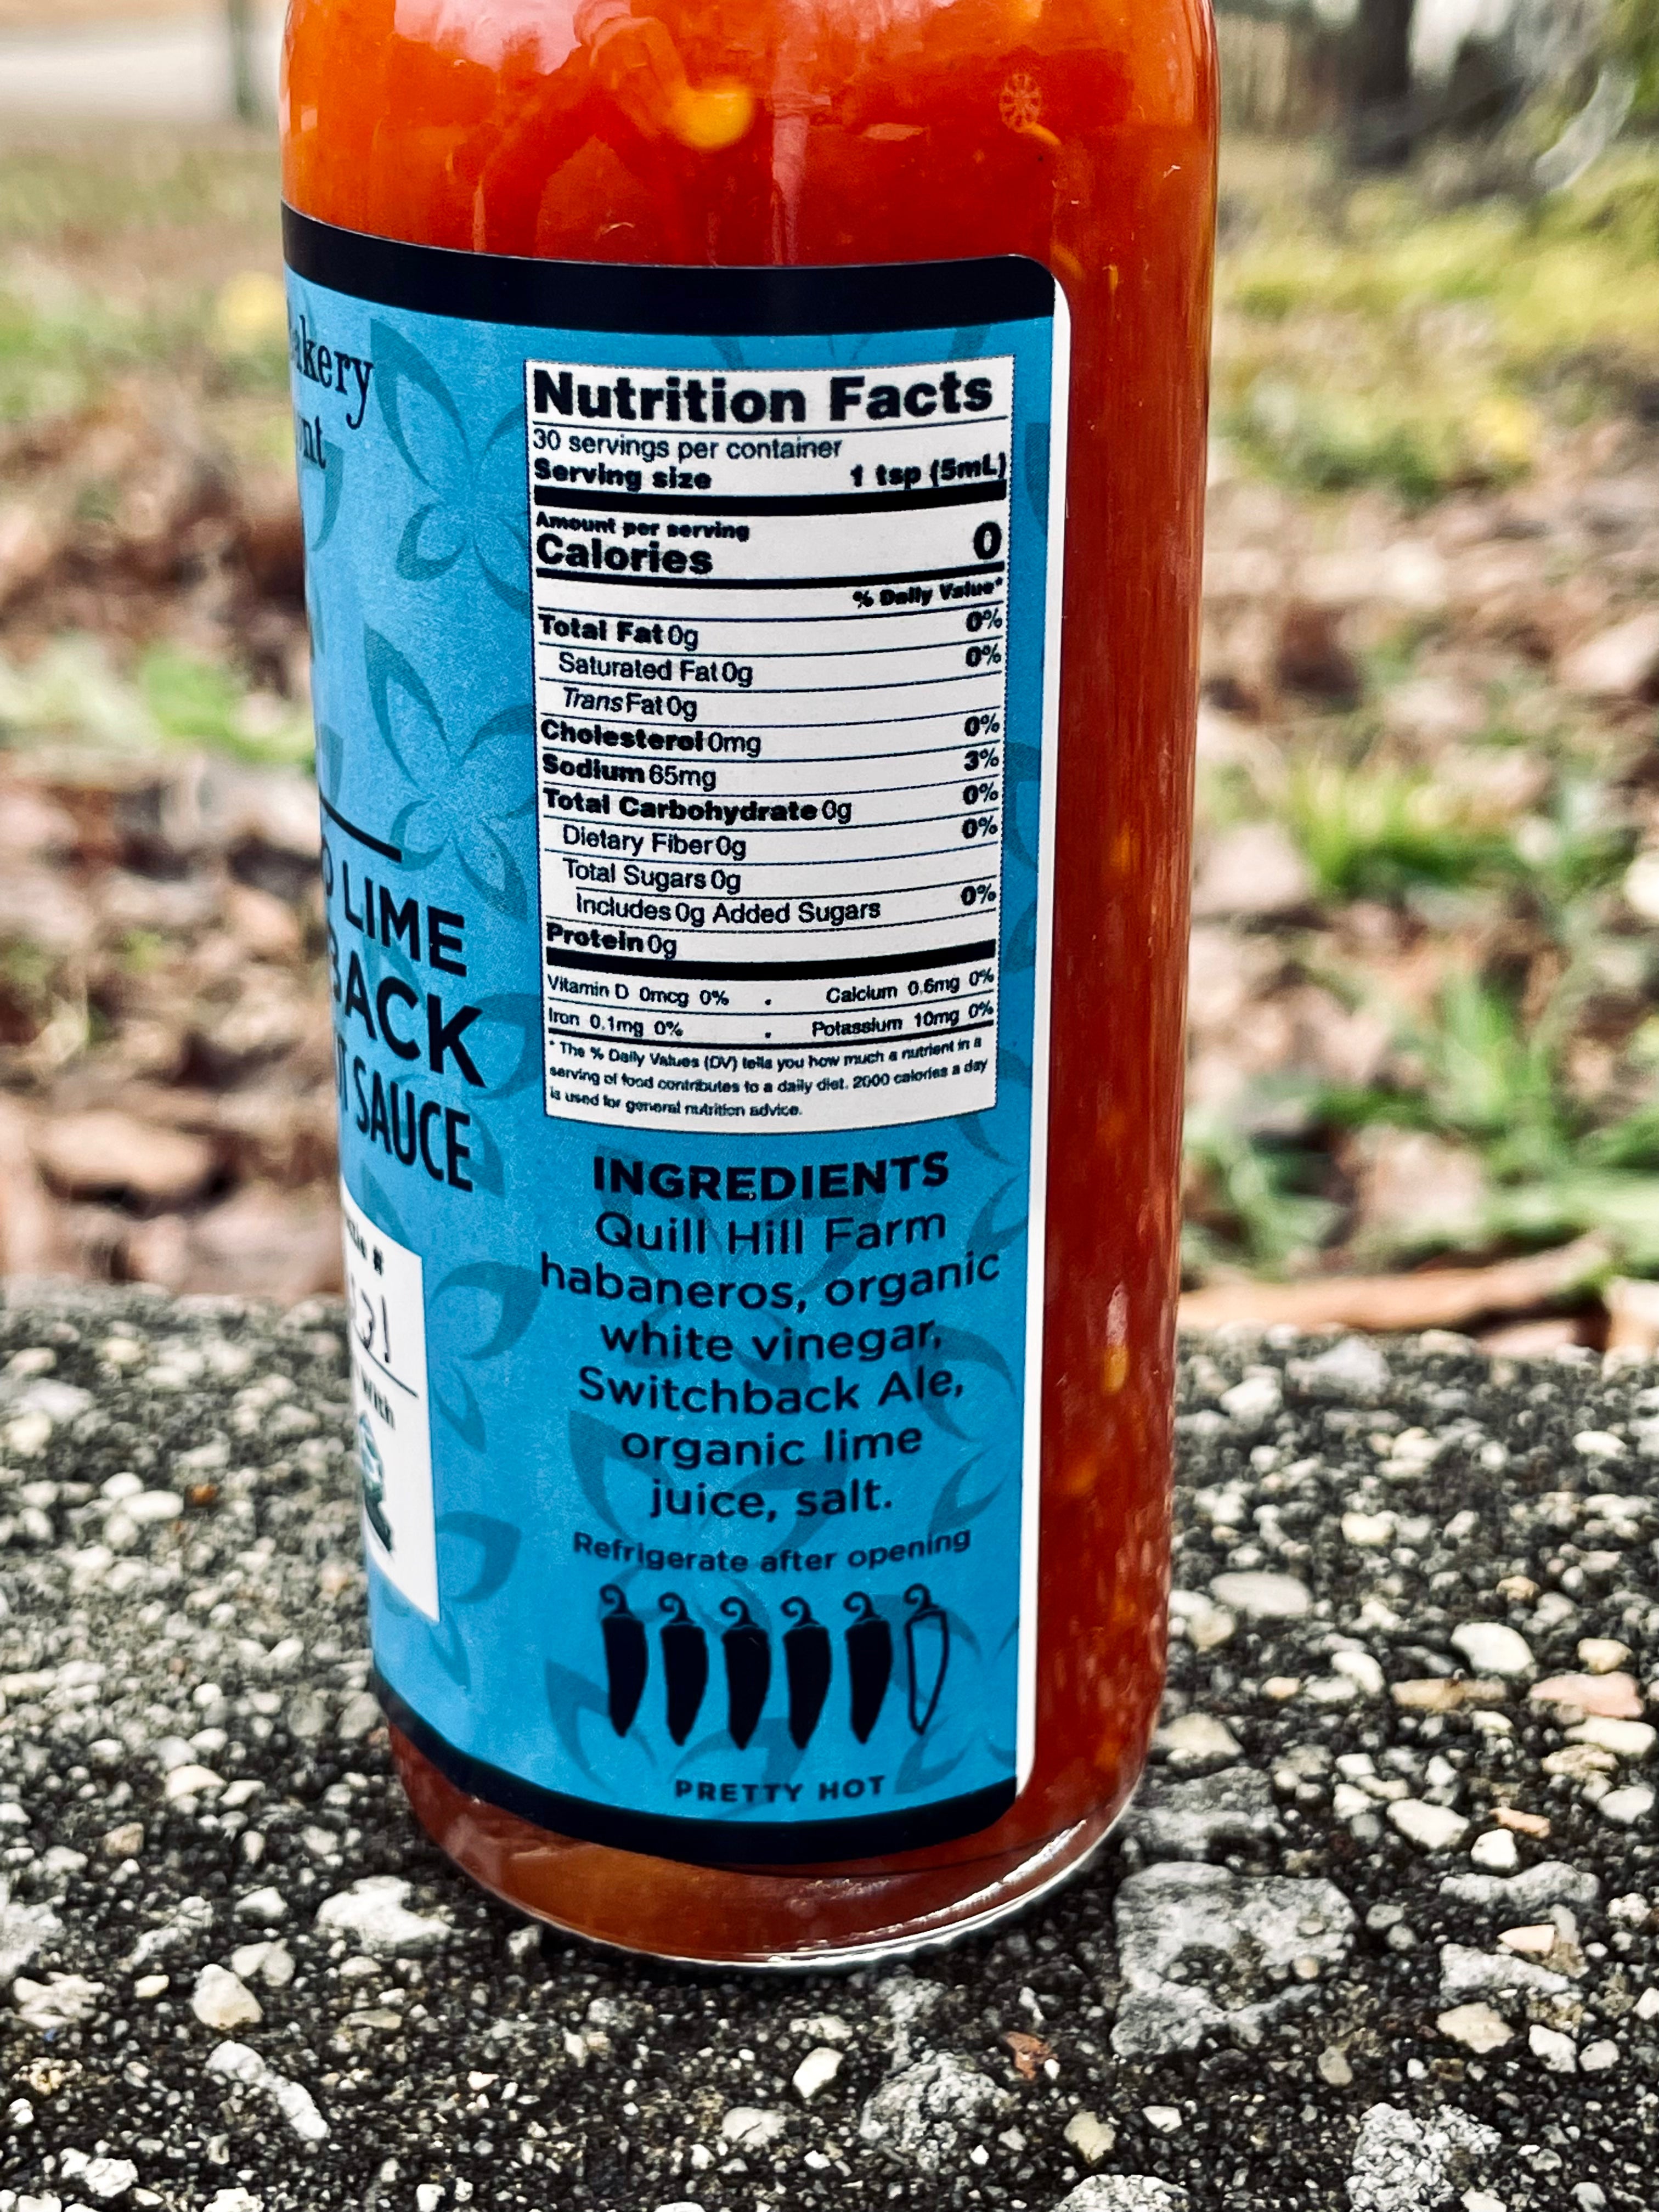 LIME
BACK
SAUCE
Nutrition Facts
30 servings per container
Serving size 1 tsp (5mL)
Amount per serving
Calories 0
% Daily Value*
Total Fat 0g 0%
Saturated Fat 0g 0%
Trans Fat 0g
Cholesterol 0mg 0%
Sodium 65mg 3%
Total Carbohydrate 0g 0%
Dietary Fiber 0g 0%
Total Sugars 0g
Includes 0g Added Sugars 0%
Protein 0g
Vitamin D 0mcg 0% . Calcium 0.6mg 0%
Iron 0.1mg 0% . Potassium 10mg 0%
* The % Daily Values (DV) tells you how much a nutrient in a
serving of food contributes to a daily diet. 2000 calories a day
is used for general nutrition advice.
INGREDIENTS
Quill Hill Farm
habaneros, organic
white vinegar,
Switchback Ale,
organic lime
juice, salt.
Refrigerate after opening
PRETTY HOT